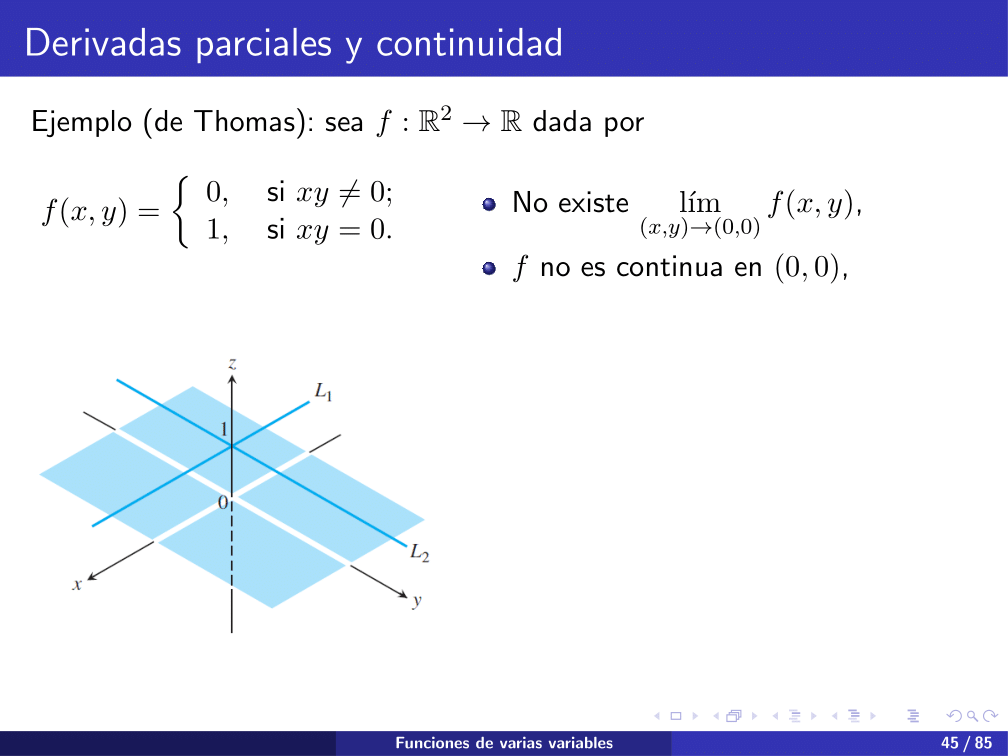 Derivadas parciales y continuidad
Ejemplo (de Thomas): sea f : ℝ² → ℝ dada por
f(x, y) = { 0, si xy ≠ 0;
1, si xy = 0.
No existe lím f(x, y),
(x,y)→(0,0)
f no es continua en (0, 0),
z
L₁
1
0
L₂
x
y
Funciones de varias variables
45 / 85